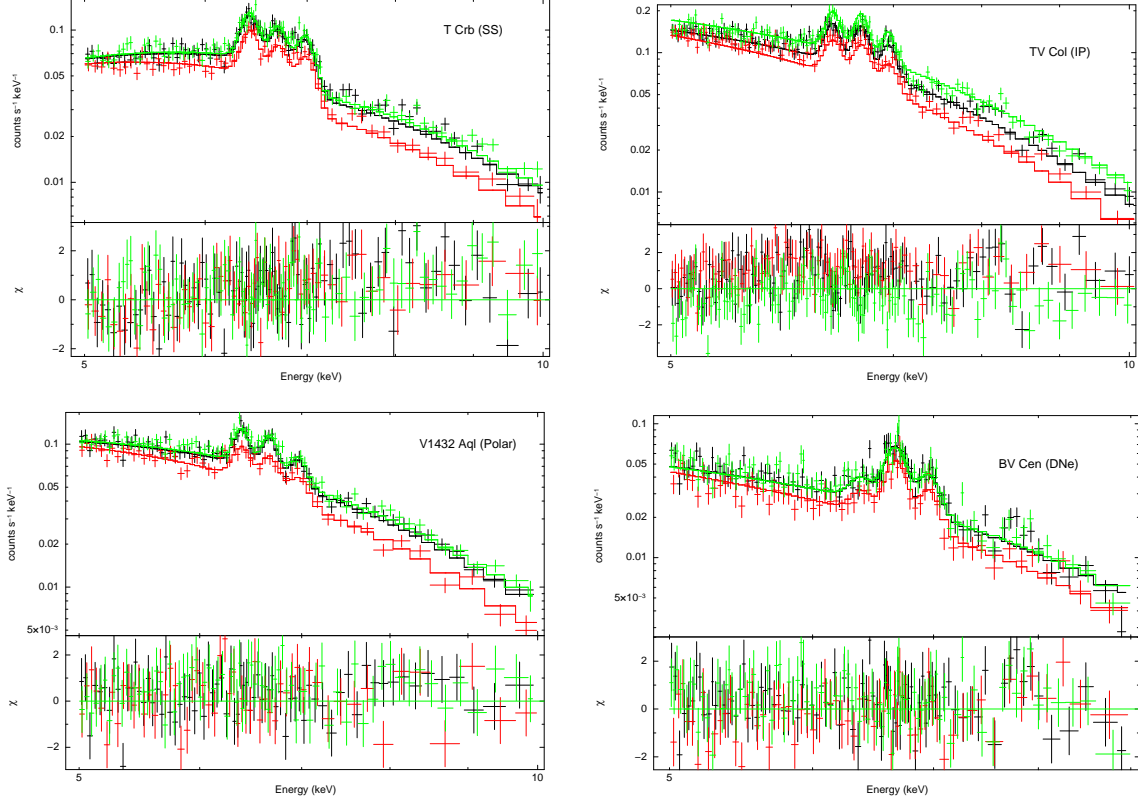 T Crb (SS)
0.1
0.05
0.02
0.01
counts s⁻¹ keV⁻¹
2
0
−2
χ
5
10
Energy (keV)
TV Col (IP)
0.2
0.1
0.05
0.02
0.01
counts s⁻¹ keV⁻¹
2
0
−2
χ
5
10
Energy (keV)
V1432 Aql (Polar)
0.1
0.05
0.01
5×10⁻³
counts s⁻¹ keV⁻¹
2
0
−2
χ
5
10
Energy (keV)
BV Cen (DNe)
0.1
0.05
0.02
0.01
5×10⁻³
counts s⁻¹ keV⁻¹
2
0
−2
χ
5
10
Energy (keV)